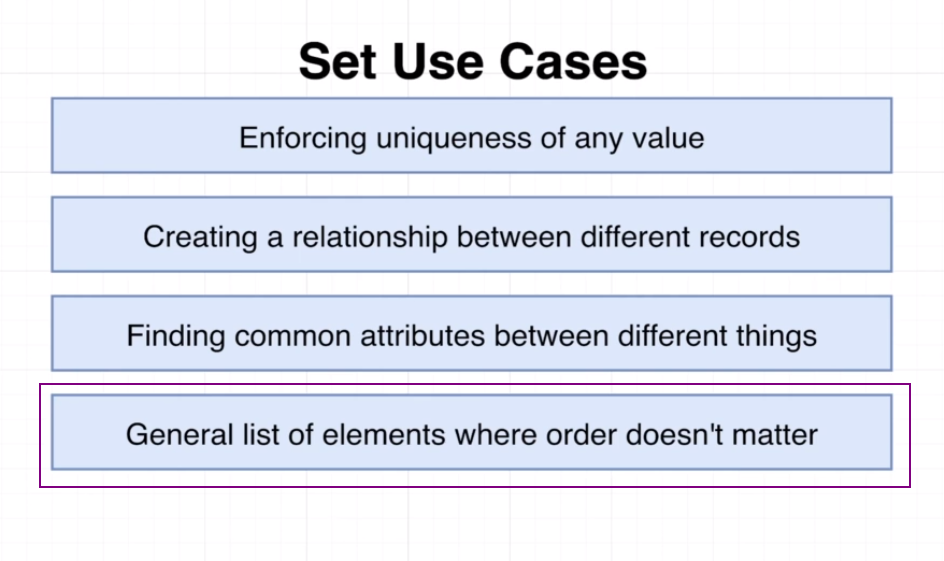 Set Use Cases
Enforcing uniqueness of any value
Creating a relationship between different records
Finding common attributes between different things
General list of elements where order doesn't matter